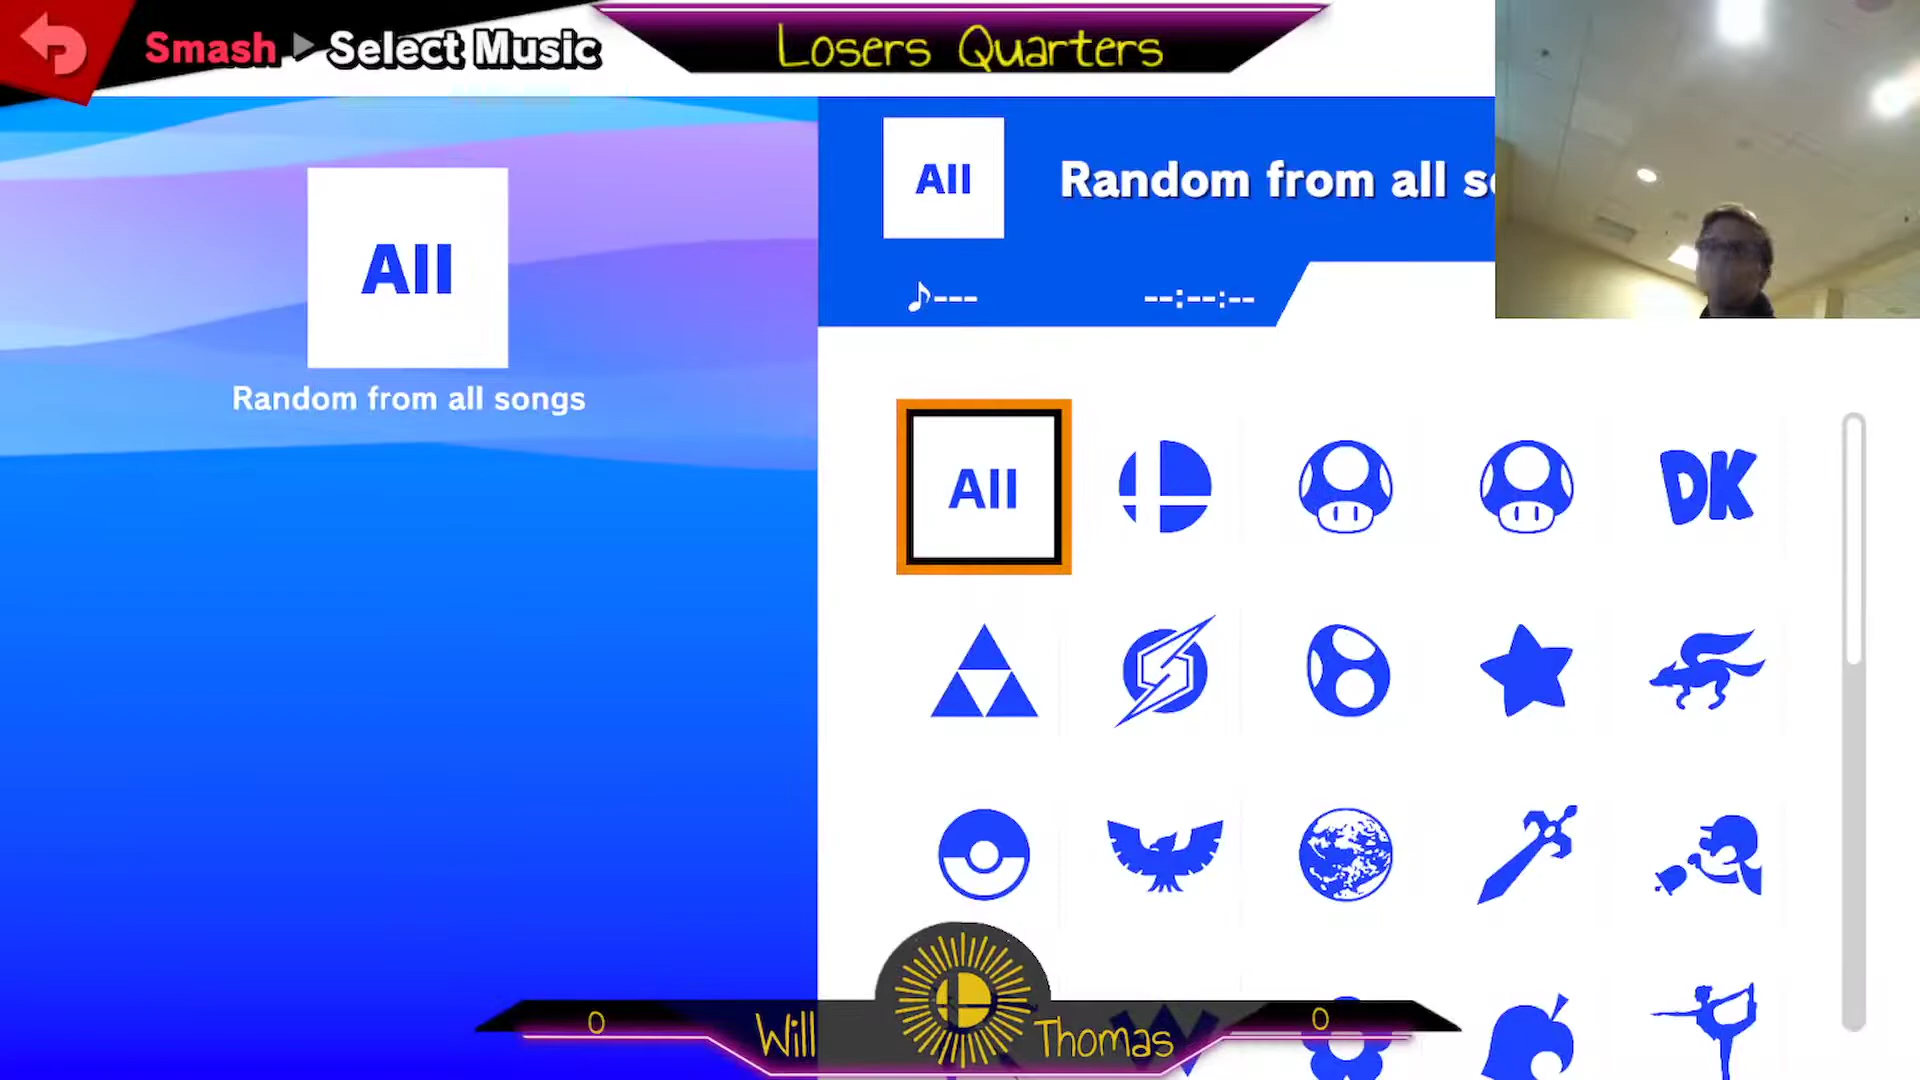 Smash ▶ Select Music
Losers Quarters
All
Random from all songs
All
Random from all s
♪---
--:--:--
All
DK
0
Will
Thomas
0